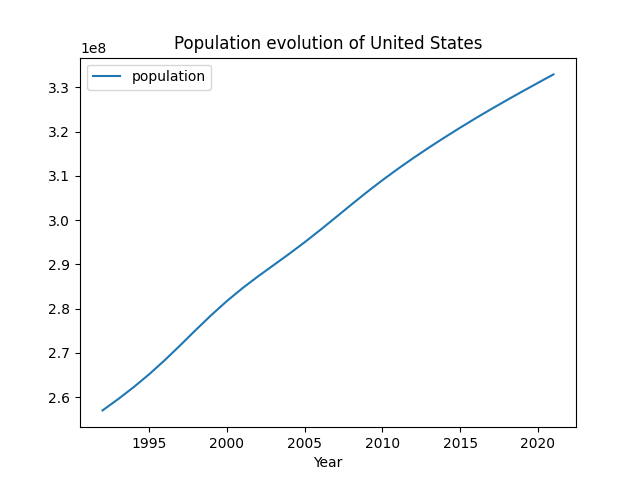 Population evolution of United States
1e8
population
3.3
3.2
3.1
3.0
2.9
2.8
2.7
2.6
1995 2000 2005 2010 2015 2020
Year